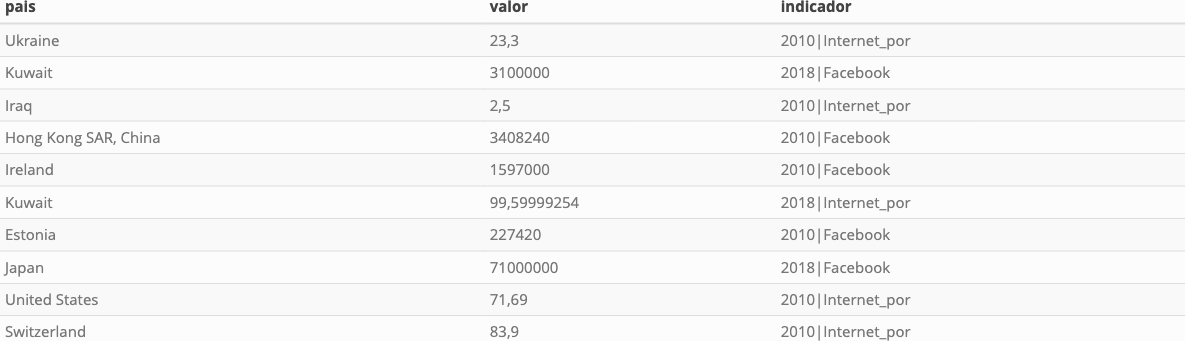 pais valor indicador
Ukraine 23,3 2010|Internet_por
Kuwait 3100000 2018|Facebook
Iraq 2,5 2010|Internet_por
Hong Kong SAR, China 3408240 2010|Facebook
Ireland 1597000 2010|Facebook
Kuwait 99,59999254 2018|Internet_por
Estonia 227420 2010|Facebook
Japan 71000000 2018|Facebook
United States 71,69 2010|Internet_por
Switzerland 83,9 2010|Internet_por